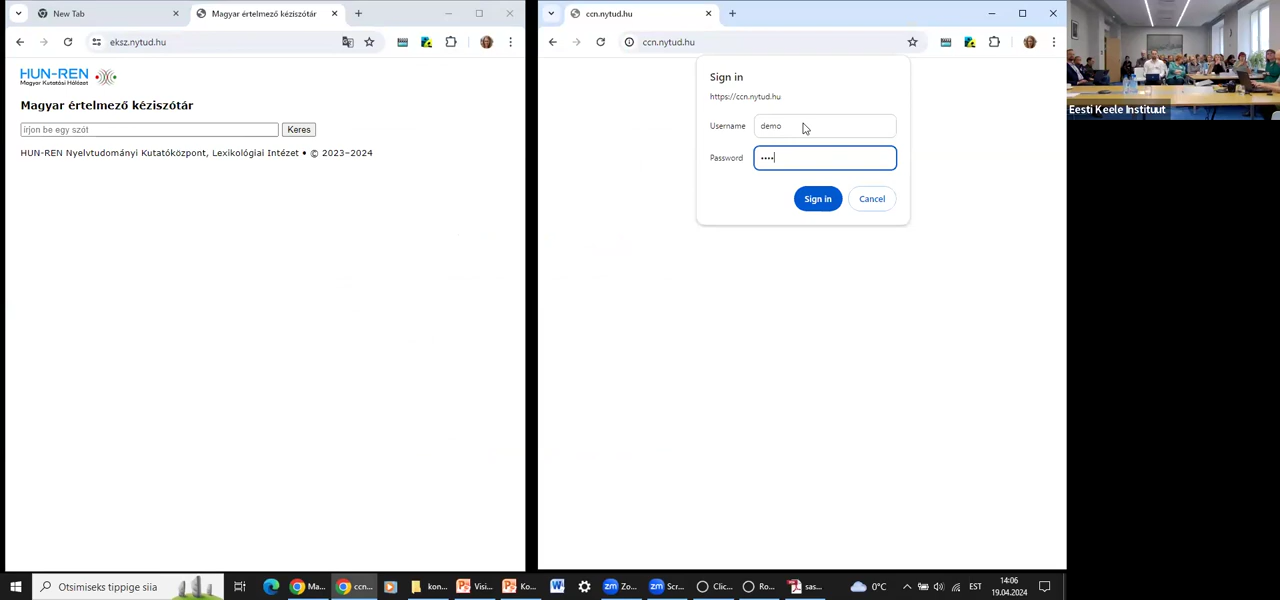 New Tab
Magyar értelmező kéziszótár
eksz.nytud.hu
HUN-REN
Magyar Kutatási Hálózat
Magyar értelmező kéziszótár
írjon be egy szót
Keres
HUN-REN Nyelvtudományi Kutatóközpont, Lexikológiai Intézet • © 2023–2024
ccn.nytud.hu
ccn.nytud.hu
Sign in
https://ccn.nytud.hu
Username
demo
Password
••••
Sign in
Cancel
Eesti Keele Instituut
Otsimiseks tippige siia
Ma...
ccn...
kon...
Visi...
Ko...
Zo...
Scr...
Clic...
Ro...
sas...
0°C
EST
14:06
19.04.2024